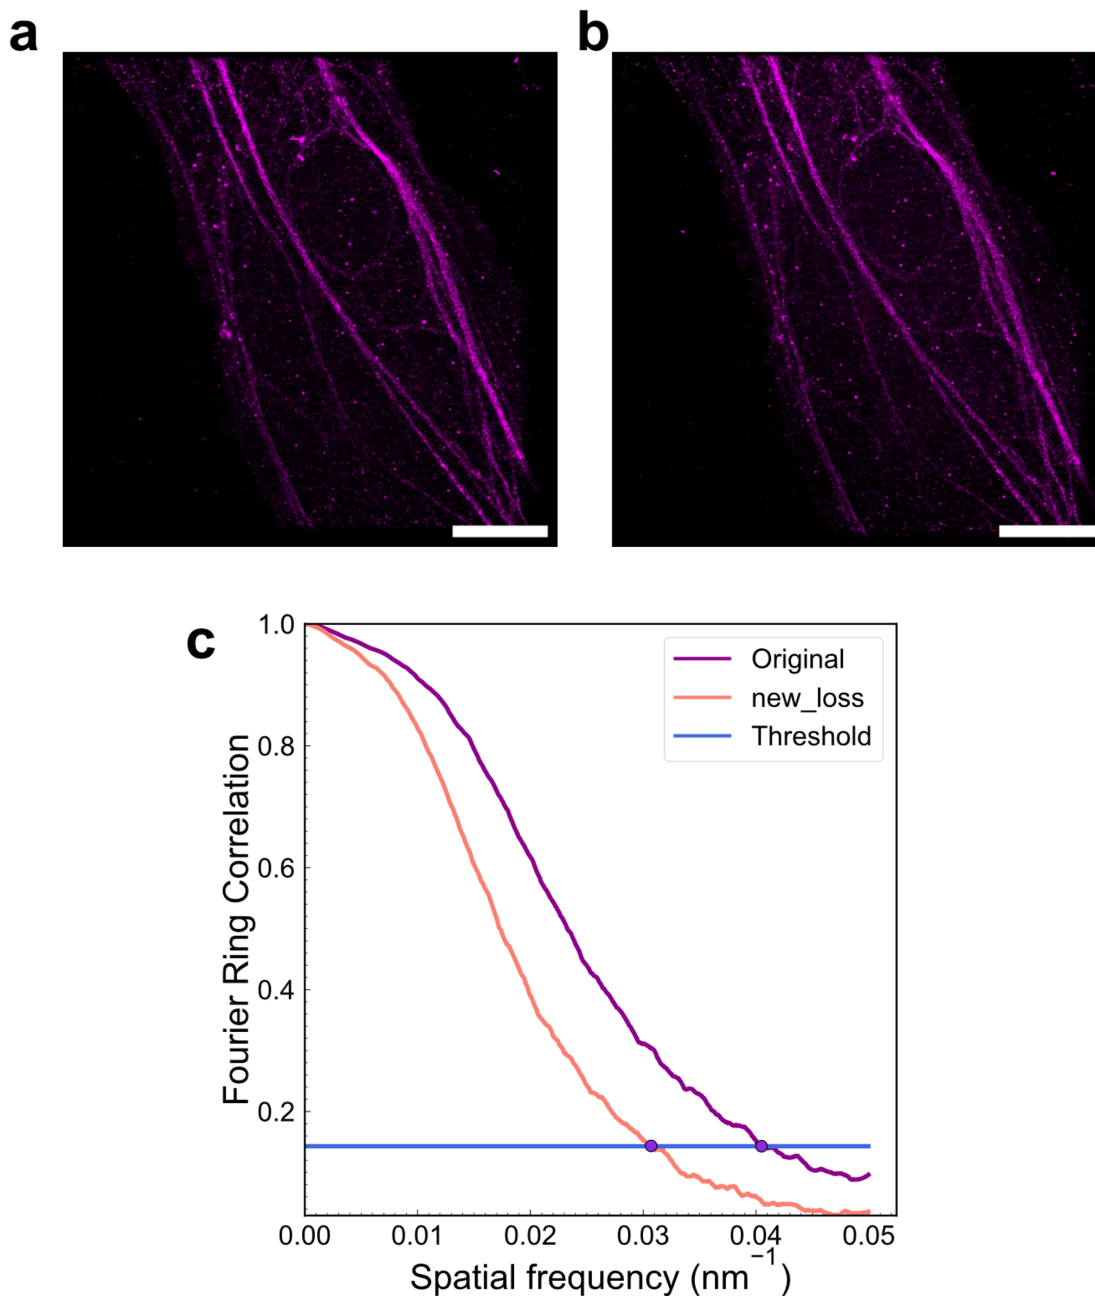 a
b
c
Original
new_loss
Threshold
Fourier Ring Correlation
1.0
0.8
0.6
0.4
0.2
0.00
0.01
0.02
0.03
0.04
0.05
Spatial frequency (nm⁻¹)